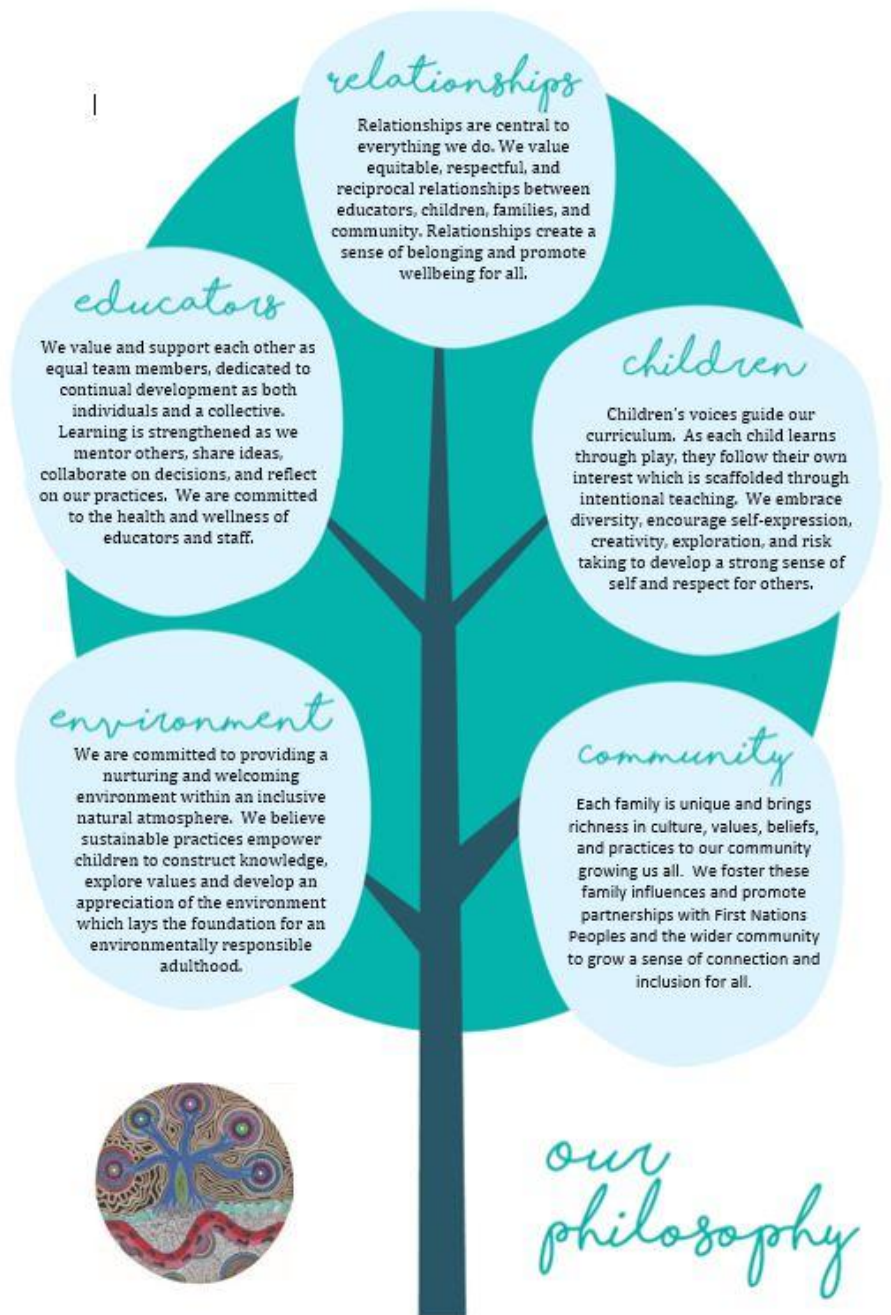 relationships
Relationships are central to
everything we do. We value
equitable, respectful, and
reciprocal relationships between
educators, children, families, and
community. Relationships create a
sense of belonging and promote
wellbeing for all.
educators
We value and support each other as
equal team members, dedicated to
continual development as both
individuals and a collective.
Learning is strengthened as we
mentor others, share ideas,
collaborate on decisions, and reflect
on our practices. We are committed
to the health and wellness of
educators and staff.
children
Children's voices guide our
curriculum. As each child learns
through play, they follow their own
interest which is scaffolded through
intentional teaching. We embrace
diversity, encourage self-expression,
creativity, exploration, and risk
taking to develop a strong sense of
self and respect for others.
environment
We are committed to providing a
nurturing and welcoming
environment within an inclusive
natural atmosphere. We believe
sustainable practices empower
children to construct knowledge,
explore values and develop an
appreciation of the environment
which lays the foundation for an
environmentally responsible
adulthood.
community
Each family is unique and brings
richness in culture, values, beliefs,
and practices to our community
growing us all. We foster these
family influences and promote
partnerships with First Nations
Peoples and the wider community
to grow a sense of connection and
inclusion for all.
our
philosophy